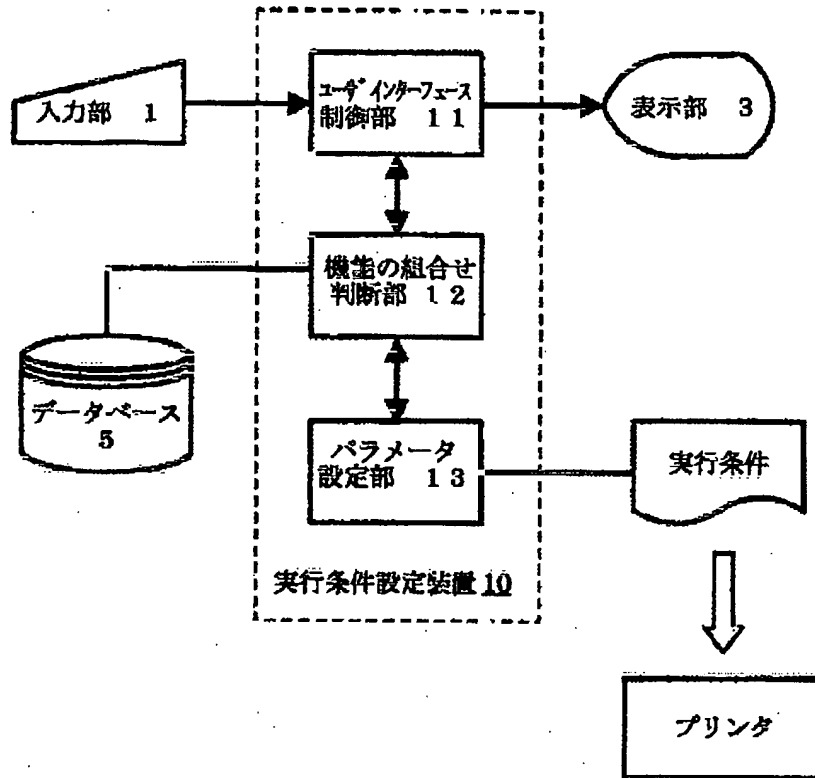 入力部 1
ユーザインターフェース
制御部 11
表示部 3
機能の組合せ
判断部 12
データベース
5
パラメータ
設定部 13
実行条件
実行条件設定装置 10
プリンタ